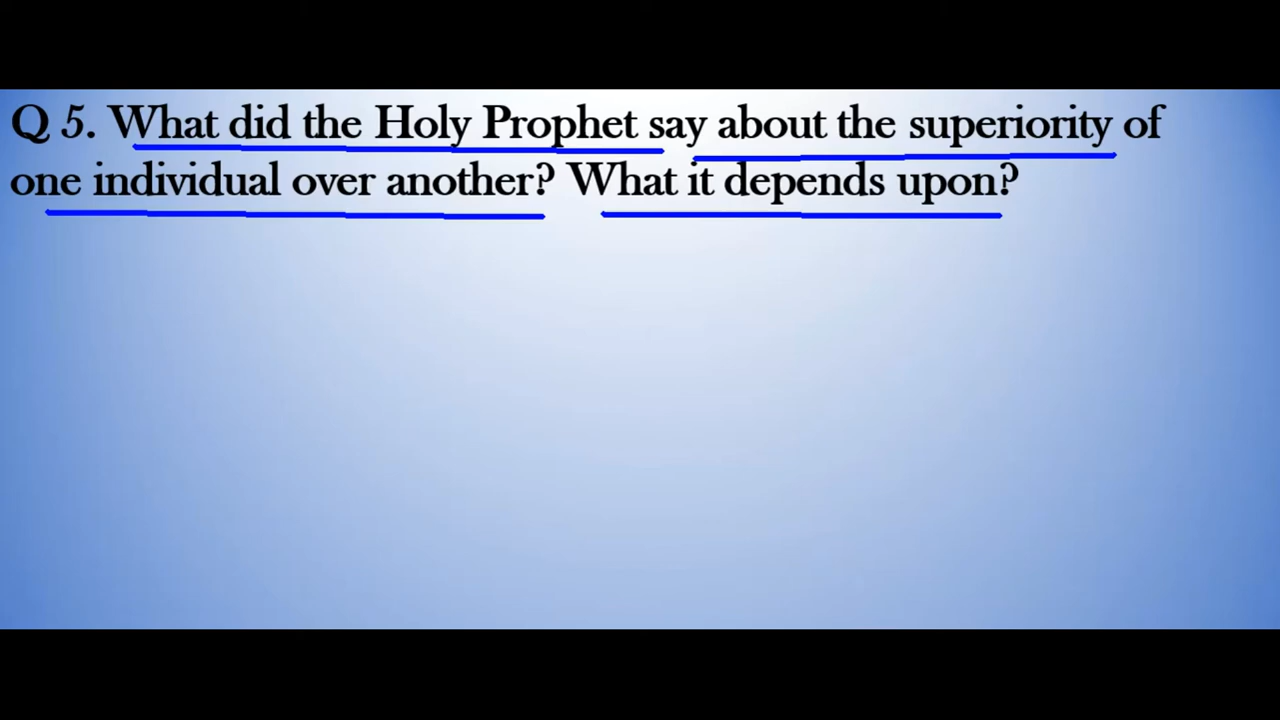 Q 5. What did the Holy Prophet say about the superiority of
one individual over another? What it depends upon?